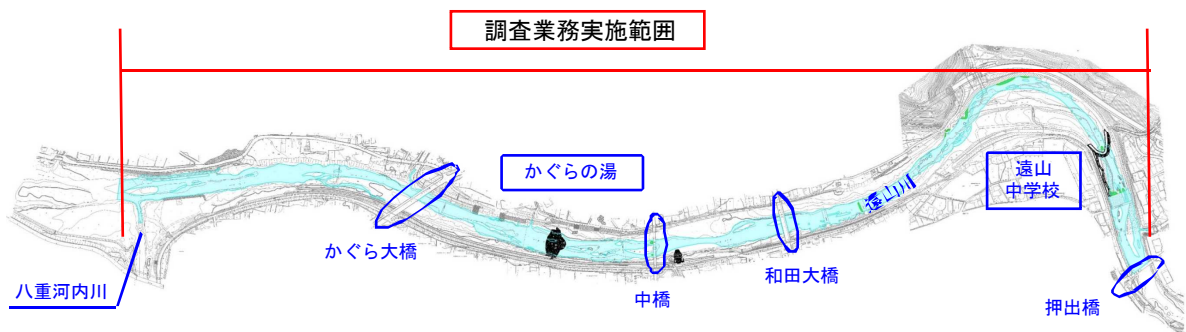 調査業務実施範囲
かぐらの湯
遠山
中学校
遠山川
かぐら大橋
和田大橋
八重河内川
中橋
押出橋